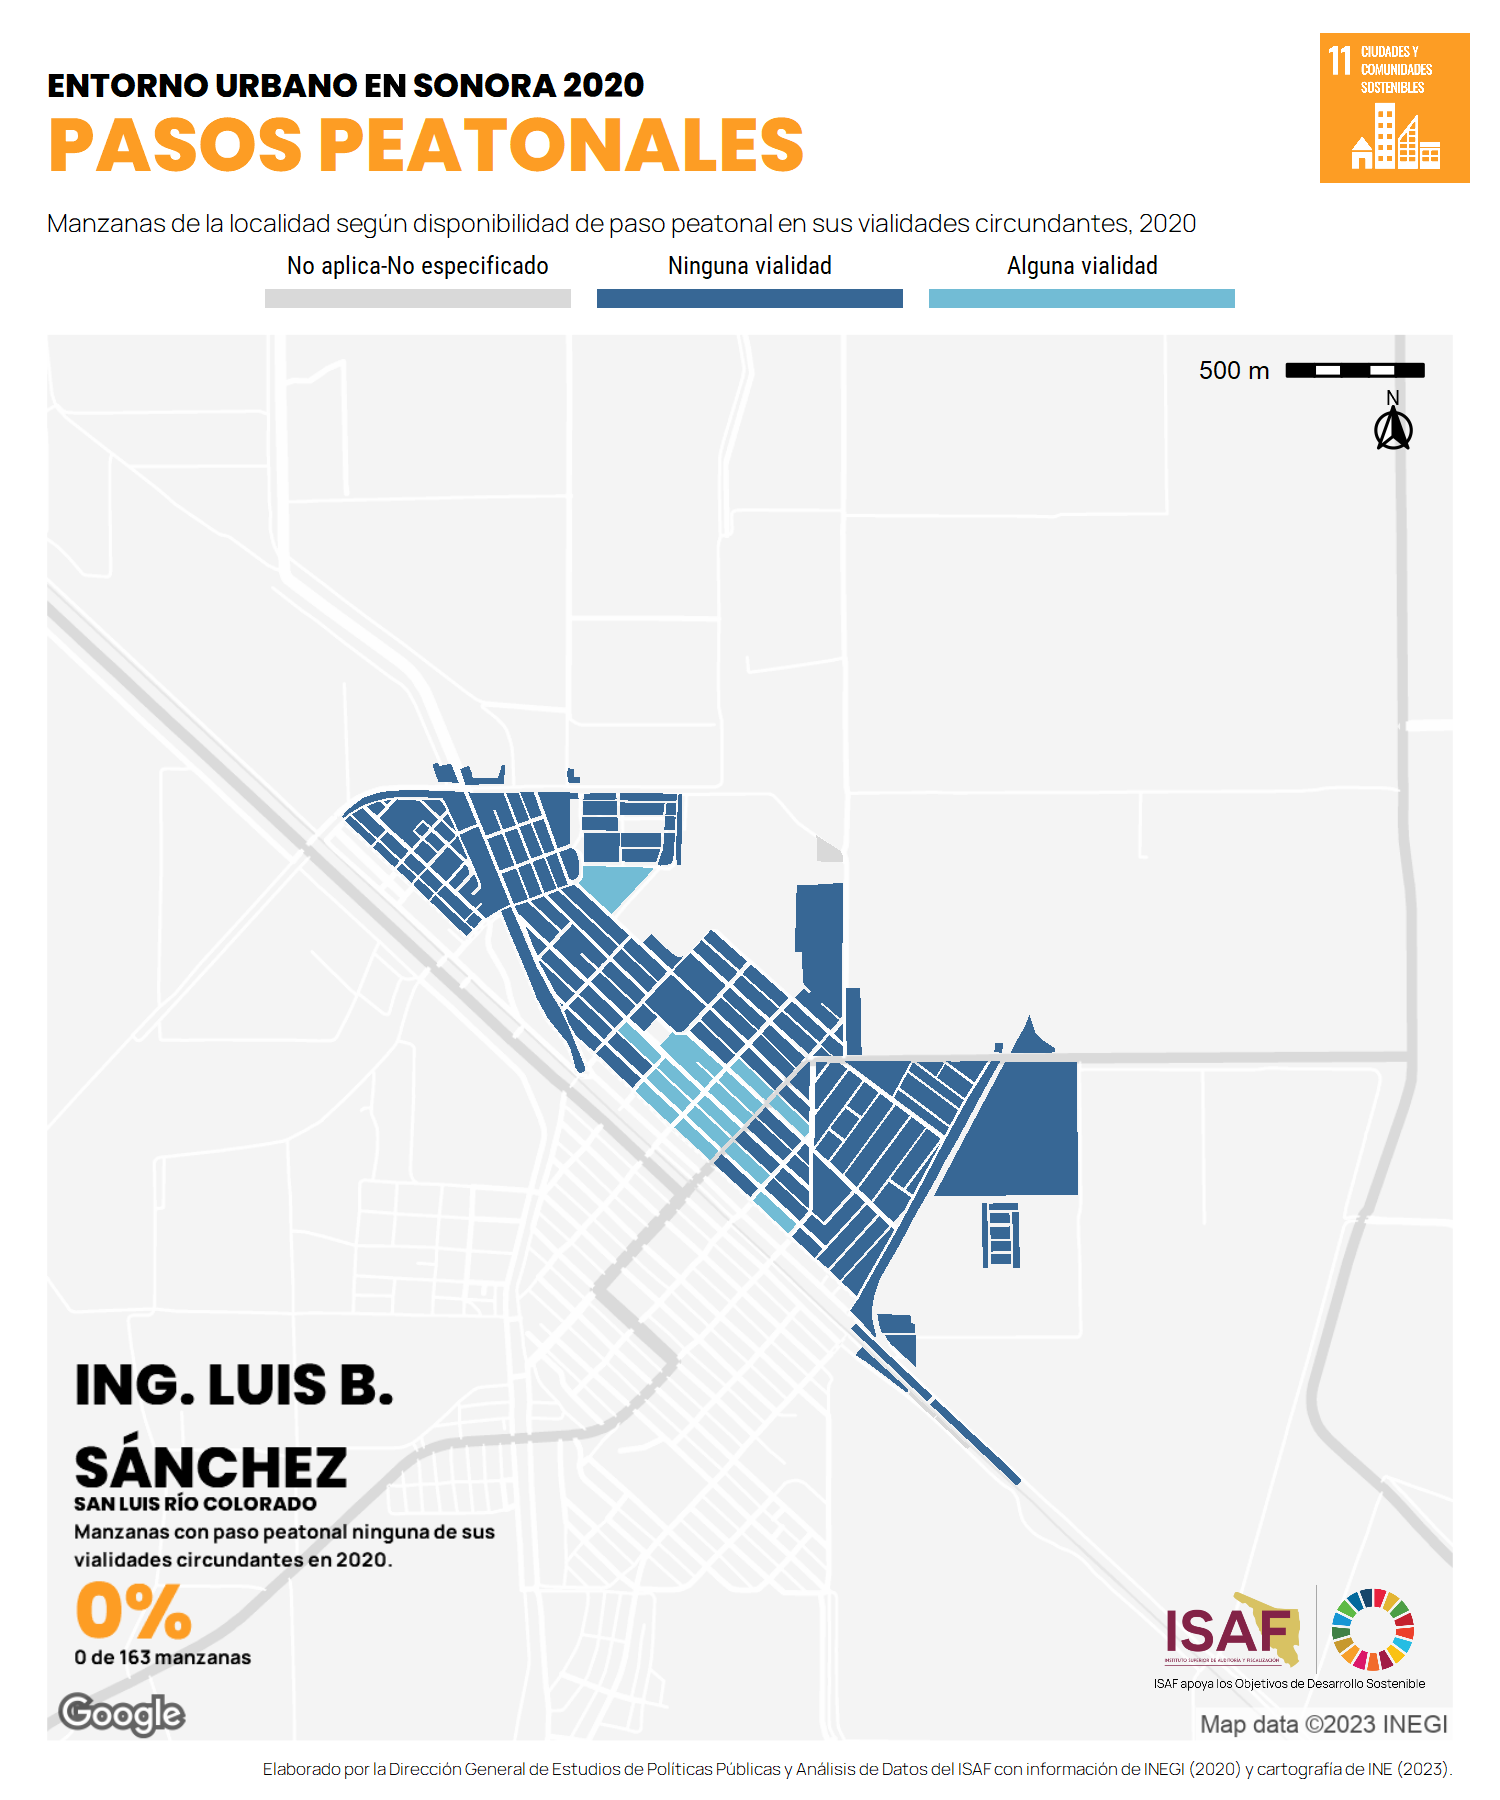 ENTORNO URBANO EN SONORA 2020
PASOS PEATONALES
11 CIUDADES Y
COMUNIDADES
SOSTENIBLES
Manzanas de la localidad según disponibilidad de paso peatonal en sus vialidades circundantes, 2020
No aplica-No especificado
Ninguna vialidad
Alguna vialidad
500 m
N
ING. LUIS B.
SÁNCHEZ
SAN LUIS RÍO COLORADO
Manzanas con paso peatonal ninguna de sus
vialidades circundantes en 2020.
0%
0 de 163 manzanas
ISAF
INSTITUTO SUPERIOR DE AUDITORÍA Y FISCALIZACIÓN
ISAF apoya los Objetivos de Desarrollo Sostenible
Google
Map data ©2023 INEGI
Elaborado por la Dirección General de Estudios de Políticas Públicas y Análisis de Datos del ISAF con información de INEGI (2020) y cartografía de INE (2023).